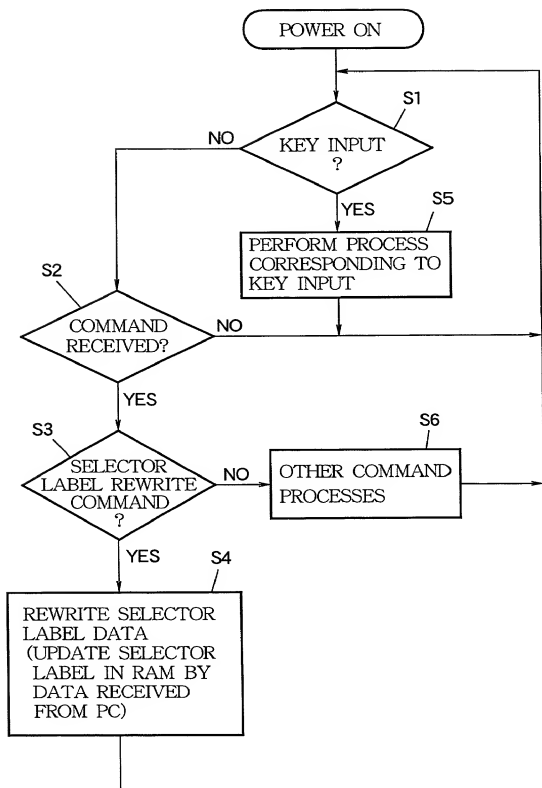 POWER ON
S1
KEY INPUT
?
NO
YES
S5
PERFORM PROCESS
CORRESPONDING TO
KEY INPUT
S2
COMMAND
RECEIVED?
NO
YES
S3
SELECTOR
LABEL REWRITE
COMMAND
?
NO
YES
S6
OTHER COMMAND
PROCESSES
S4
REWRITE SELECTOR
LABEL DATA
(UPDATE SELECTOR
LABEL IN RAM BY
DATA RECEIVED
FROM PC)